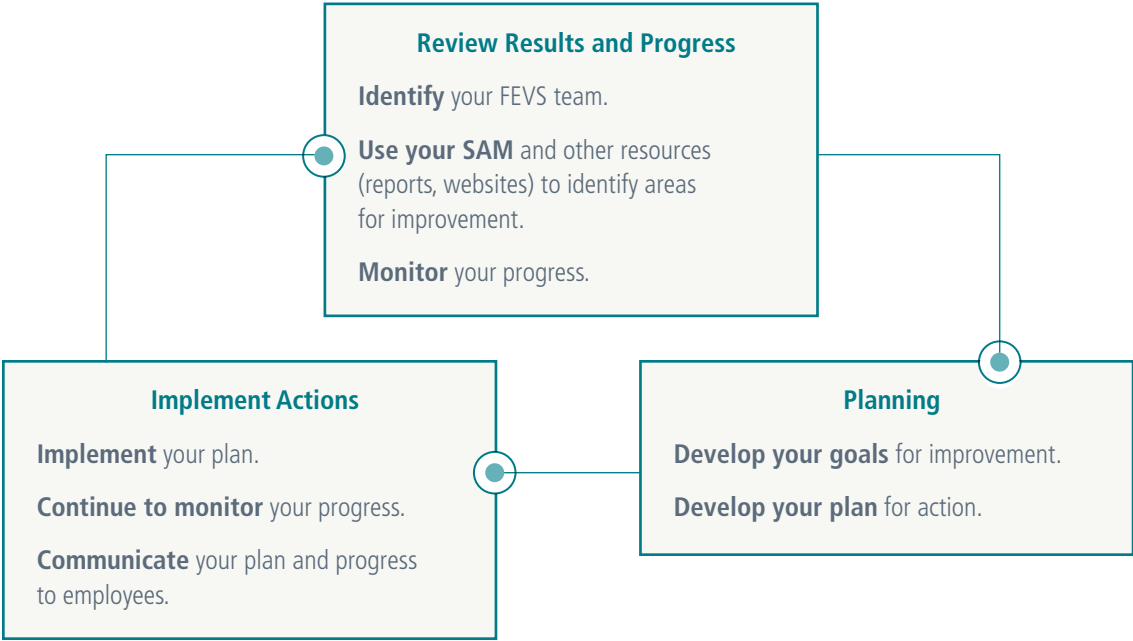 Review Results and Progress
Identify your FEVS team.
Use your SAM and other resources
(reports, websites) to identify areas
for improvement.
Monitor your progress.
Implement Actions
Implement your plan.
Continue to monitor your progress.
Communicate your plan and progress
to employees.
Planning
Develop your goals for improvement.
Develop your plan for action.